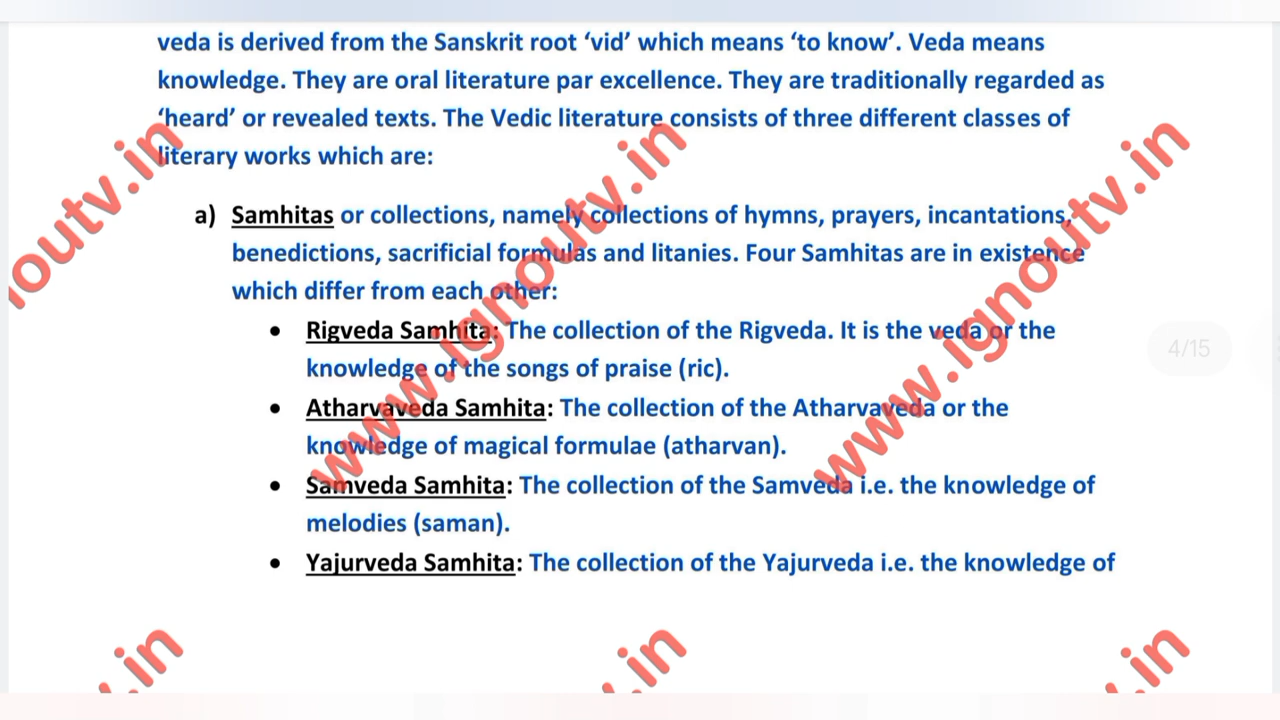 veda is derived from the Sanskrit root ‘vid’ which means ‘to know’. Veda means
knowledge. They are oral literature par excellence. They are traditionally regarded as
‘heard’ or revealed texts. The Vedic literature consists of three different classes of
literary works which are:
a) Samhitas or collections, namely collections of hymns, prayers, incantations,
benedictions, sacrificial formulas and litanies. Four Samhitas are in existence
which differ from each other:
• Rigveda Samhita: The collection of the Rigveda. It is the veda or the
knowledge of the songs of praise (ric).
• Atharvaveda Samhita: The collection of the Atharvaveda or the
knowledge of magical formulae (atharvan).
• Samveda Samhita: The collection of the Samveda i.e. the knowledge of
melodies (saman).
• Yajurveda Samhita: The collection of the Yajurveda i.e. the knowledge of
4/15
outv.in
www.ignoutv.in
www.ignoutv.in
.in
.in
.in